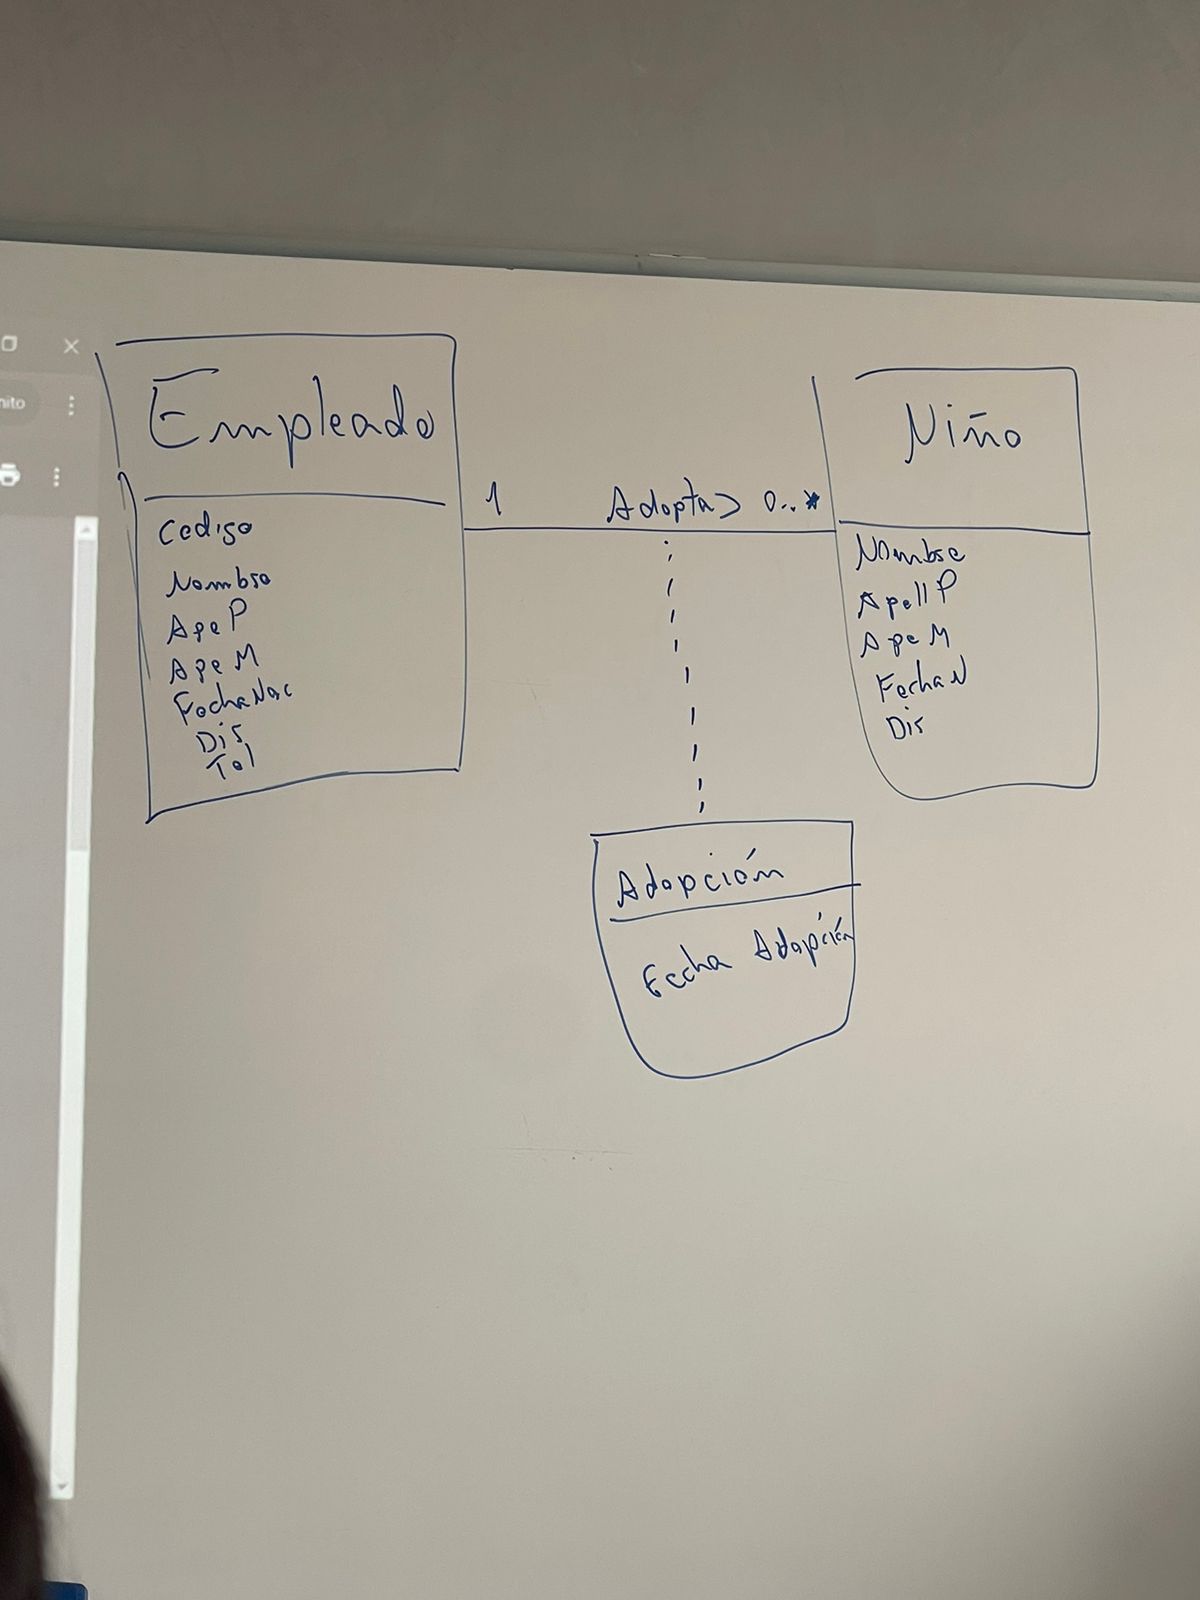 nito
Empleado
Codigo
Nombre
ApeP
ApeM
FechaNac
Dir
Tel
1 Adopta> 0..*
Niño
Nombre
ApellP
ApeM
FechaN
Dir
Adopción
Fecha Adopción